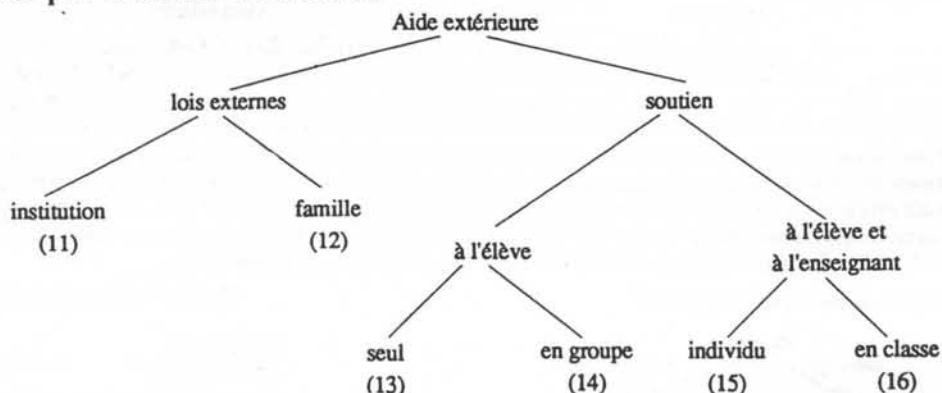 Aide extérieure
lois externes soutien
institution famille
(11) (12)
à l'élève à l'élève et
à l'enseignant
seul en groupe individu en classe
(13) (14) (15) (16)